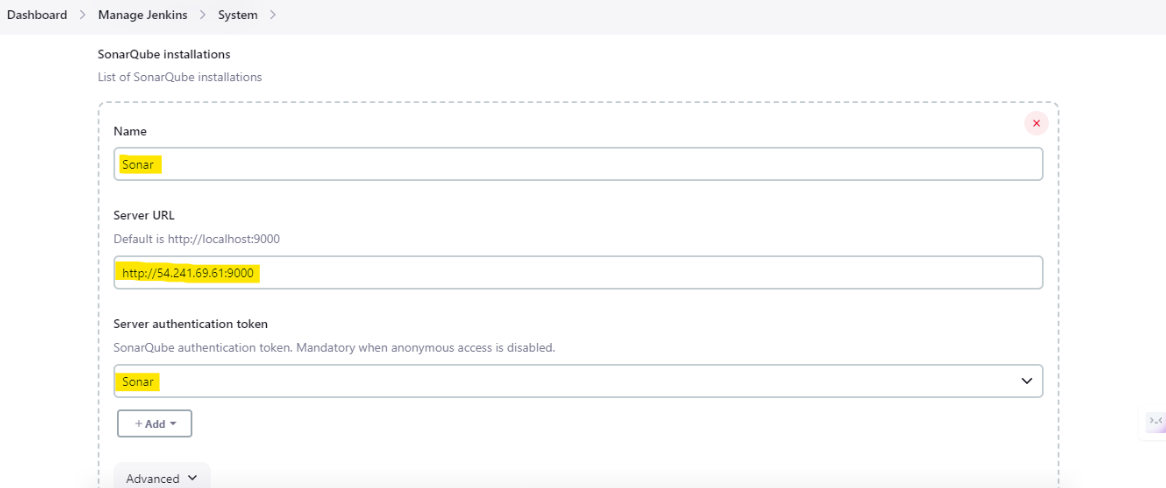 Dashboard > Manage Jenkins > System >
SonarQube installations
List of SonarQube installations
Name
Sonar
Server URL
Default is http://localhost:9000
http://54.241.69.61:9000
Server authentication token
SonarQube authentication token. Mandatory when anonymous access is disabled.
Sonar
+ Add
Advanced